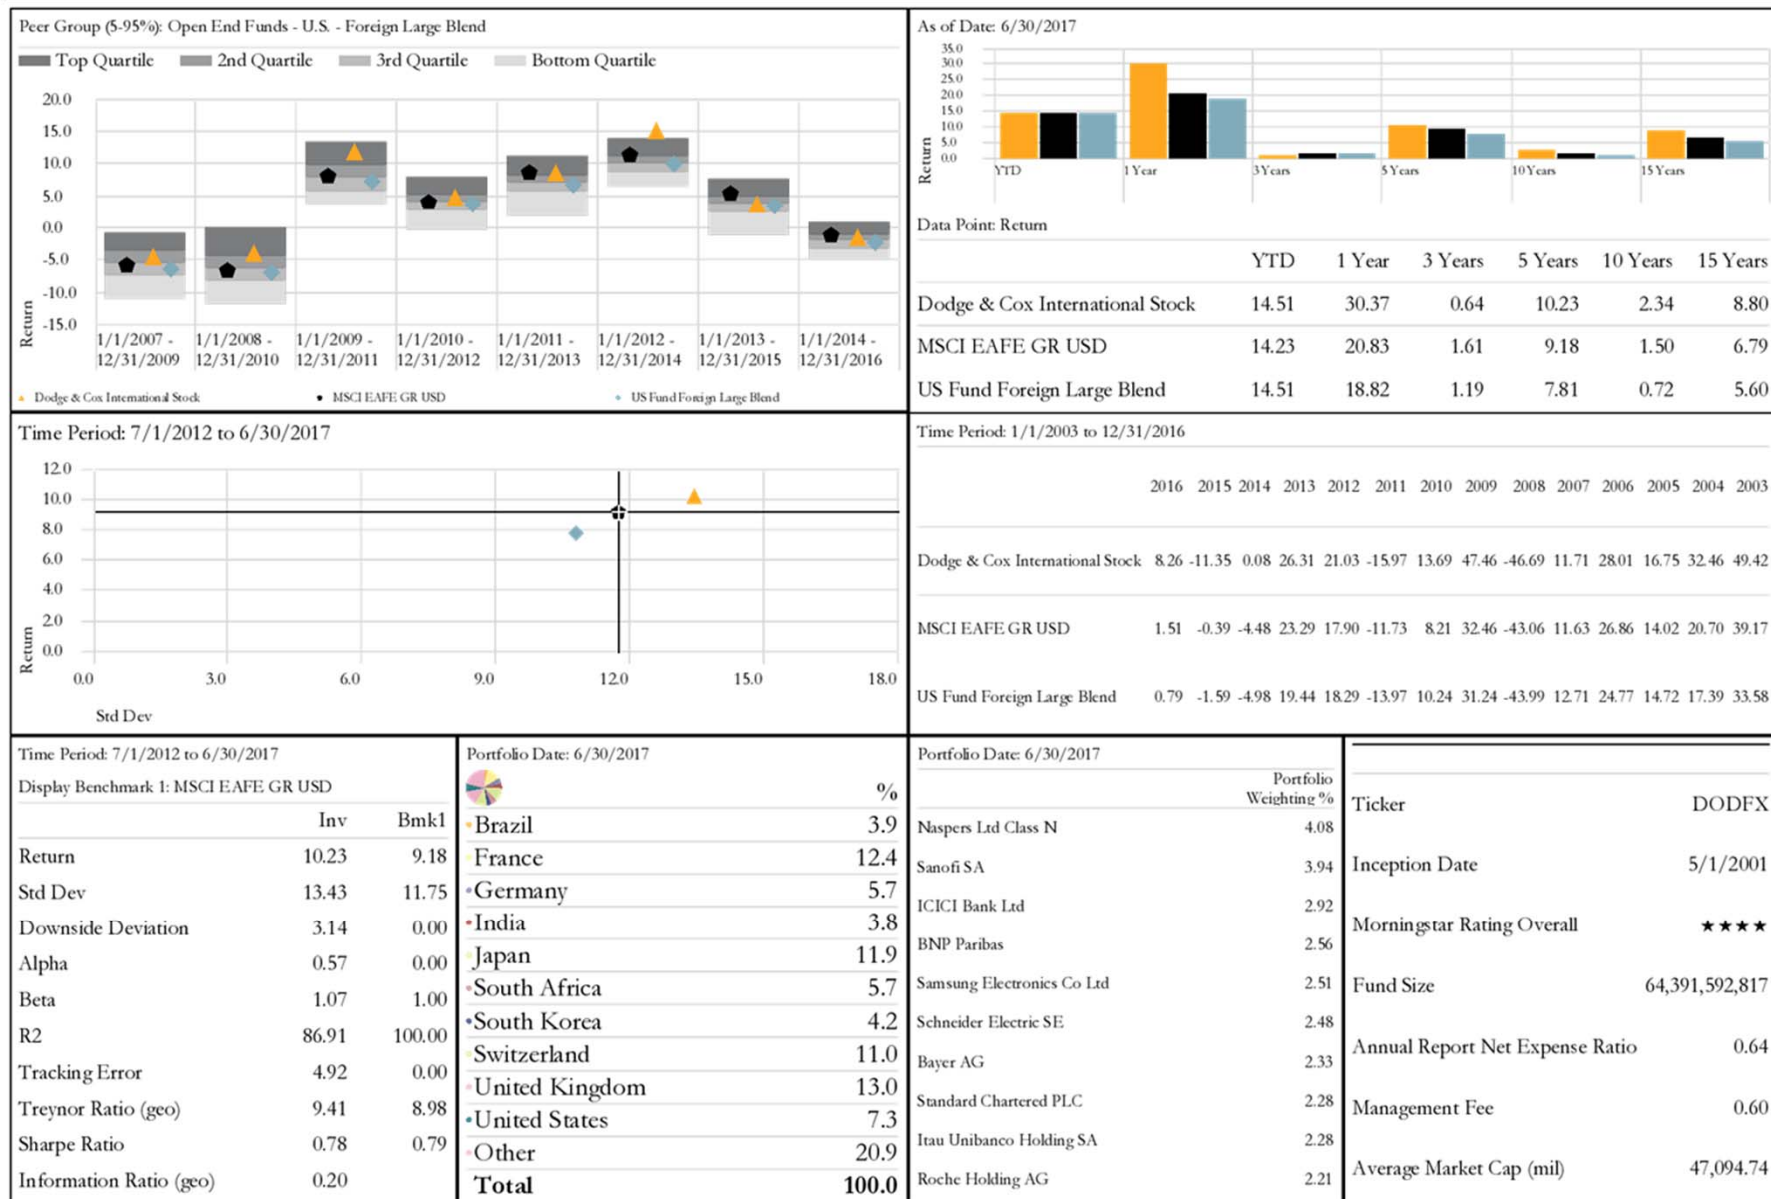 Peer Group (5-95%): Open End Funds - U.S. - Foreign Large Blend
Top Quartile 2nd Quartile 3rd Quartile Bottom Quartile
20.0
15.0
10.0
5.0
0.0
-5.0
-10.0
-15.0
Return
1/1/2007 - 1/1/2008 - 1/1/2009 - 1/1/2010 - 1/1/2011 - 1/1/2012 - 1/1/2013 - 1/1/2014 -
12/31/2009 12/31/2010 12/31/2011 12/31/2012 12/31/2013 12/31/2014 12/31/2015 12/31/2016
Dodge & Cox International Stock MSCI EAFE GR USD US Fund Foreign Large Blend
As of Date: 6/30/2017
35.0
30.0
25.0
20.0
15.0
10.0
5.0
0.0
Return
YTD 1 Year 3 Years 5 Years 10 Years 15 Years
Data Point: Return
YTD 1 Year 3 Years 5 Years 10 Years 15 Years
Dodge & Cox International Stock 14.51 30.37 0.64 10.23 2.34 8.80
MSCI EAFE GR USD 14.23 20.83 1.61 9.18 1.50 6.79
US Fund Foreign Large Blend 14.51 18.82 1.19 7.81 0.72 5.60
Time Period: 7/1/2012 to 6/30/2017
12.0
10.0
8.0
6.0
4.0
2.0
0.0
Return
0.0 3.0 6.0 9.0 12.0 15.0 18.0
Std Dev
Time Period: 1/1/2003 to 12/31/2016
2016 2015 2014 2013 2012 2011 2010 2009 2008 2007 2006 2005 2004 2003
Dodge & Cox International Stock 8.26 -11.35 0.08 26.31 21.03 -15.97 13.69 47.46 -46.69 11.71 28.01 16.75 32.46 49.42
MSCI EAFE GR USD 1.51 -0.39 -4.48 23.29 17.90 -11.73 8.21 32.46 -43.06 11.63 26.86 14.02 20.70 39.17
US Fund Foreign Large Blend 0.79 -1.59 -4.98 19.44 18.29 -13.97 10.24 31.24 -43.99 12.71 24.77 14.72 17.39 33.58
Time Period: 7/1/2012 to 6/30/2017
Display Benchmark 1: MSCI EAFE GR USD
Inv Bmk1
Return 10.23 9.18
Std Dev 13.43 11.75
Downside Deviation 3.14 0.00
Alpha 0.57 0.00
Beta 1.07 1.00
R2 86.91 100.00
Tracking Error 4.92 0.00
Treynor Ratio (geo) 9.41 8.98
Sharpe Ratio 0.78 0.79
Information Ratio (geo) 0.20
Portfolio Date: 6/30/2017
%
Brazil 3.9
France 12.4
Germany 5.7
India 3.8
Japan 11.9
South Africa 5.7
South Korea 4.2
Switzerland 11.0
United Kingdom 13.0
United States 7.3
Other 20.9
Total 100.0
Portfolio Date: 6/30/2017
Portfolio
Weighting %
Naspers Ltd Class N 4.08
Sanofi SA 3.94
ICICI Bank Ltd 2.92
BNP Paribas 2.56
Samsung Electronics Co Ltd 2.51
Schneider Electric SE 2.48
Bayer AG 2.33
Standard Chartered PLC 2.28
Itau Unibanco Holding SA 2.28
Roche Holding AG 2.21
Ticker DODFX
Inception Date 5/1/2001
Morningstar Rating Overall ★★★★
Fund Size 64,391,592,817
Annual Report Net Expense Ratio 0.64
Management Fee 0.60
Average Market Cap (mil) 47,094.74